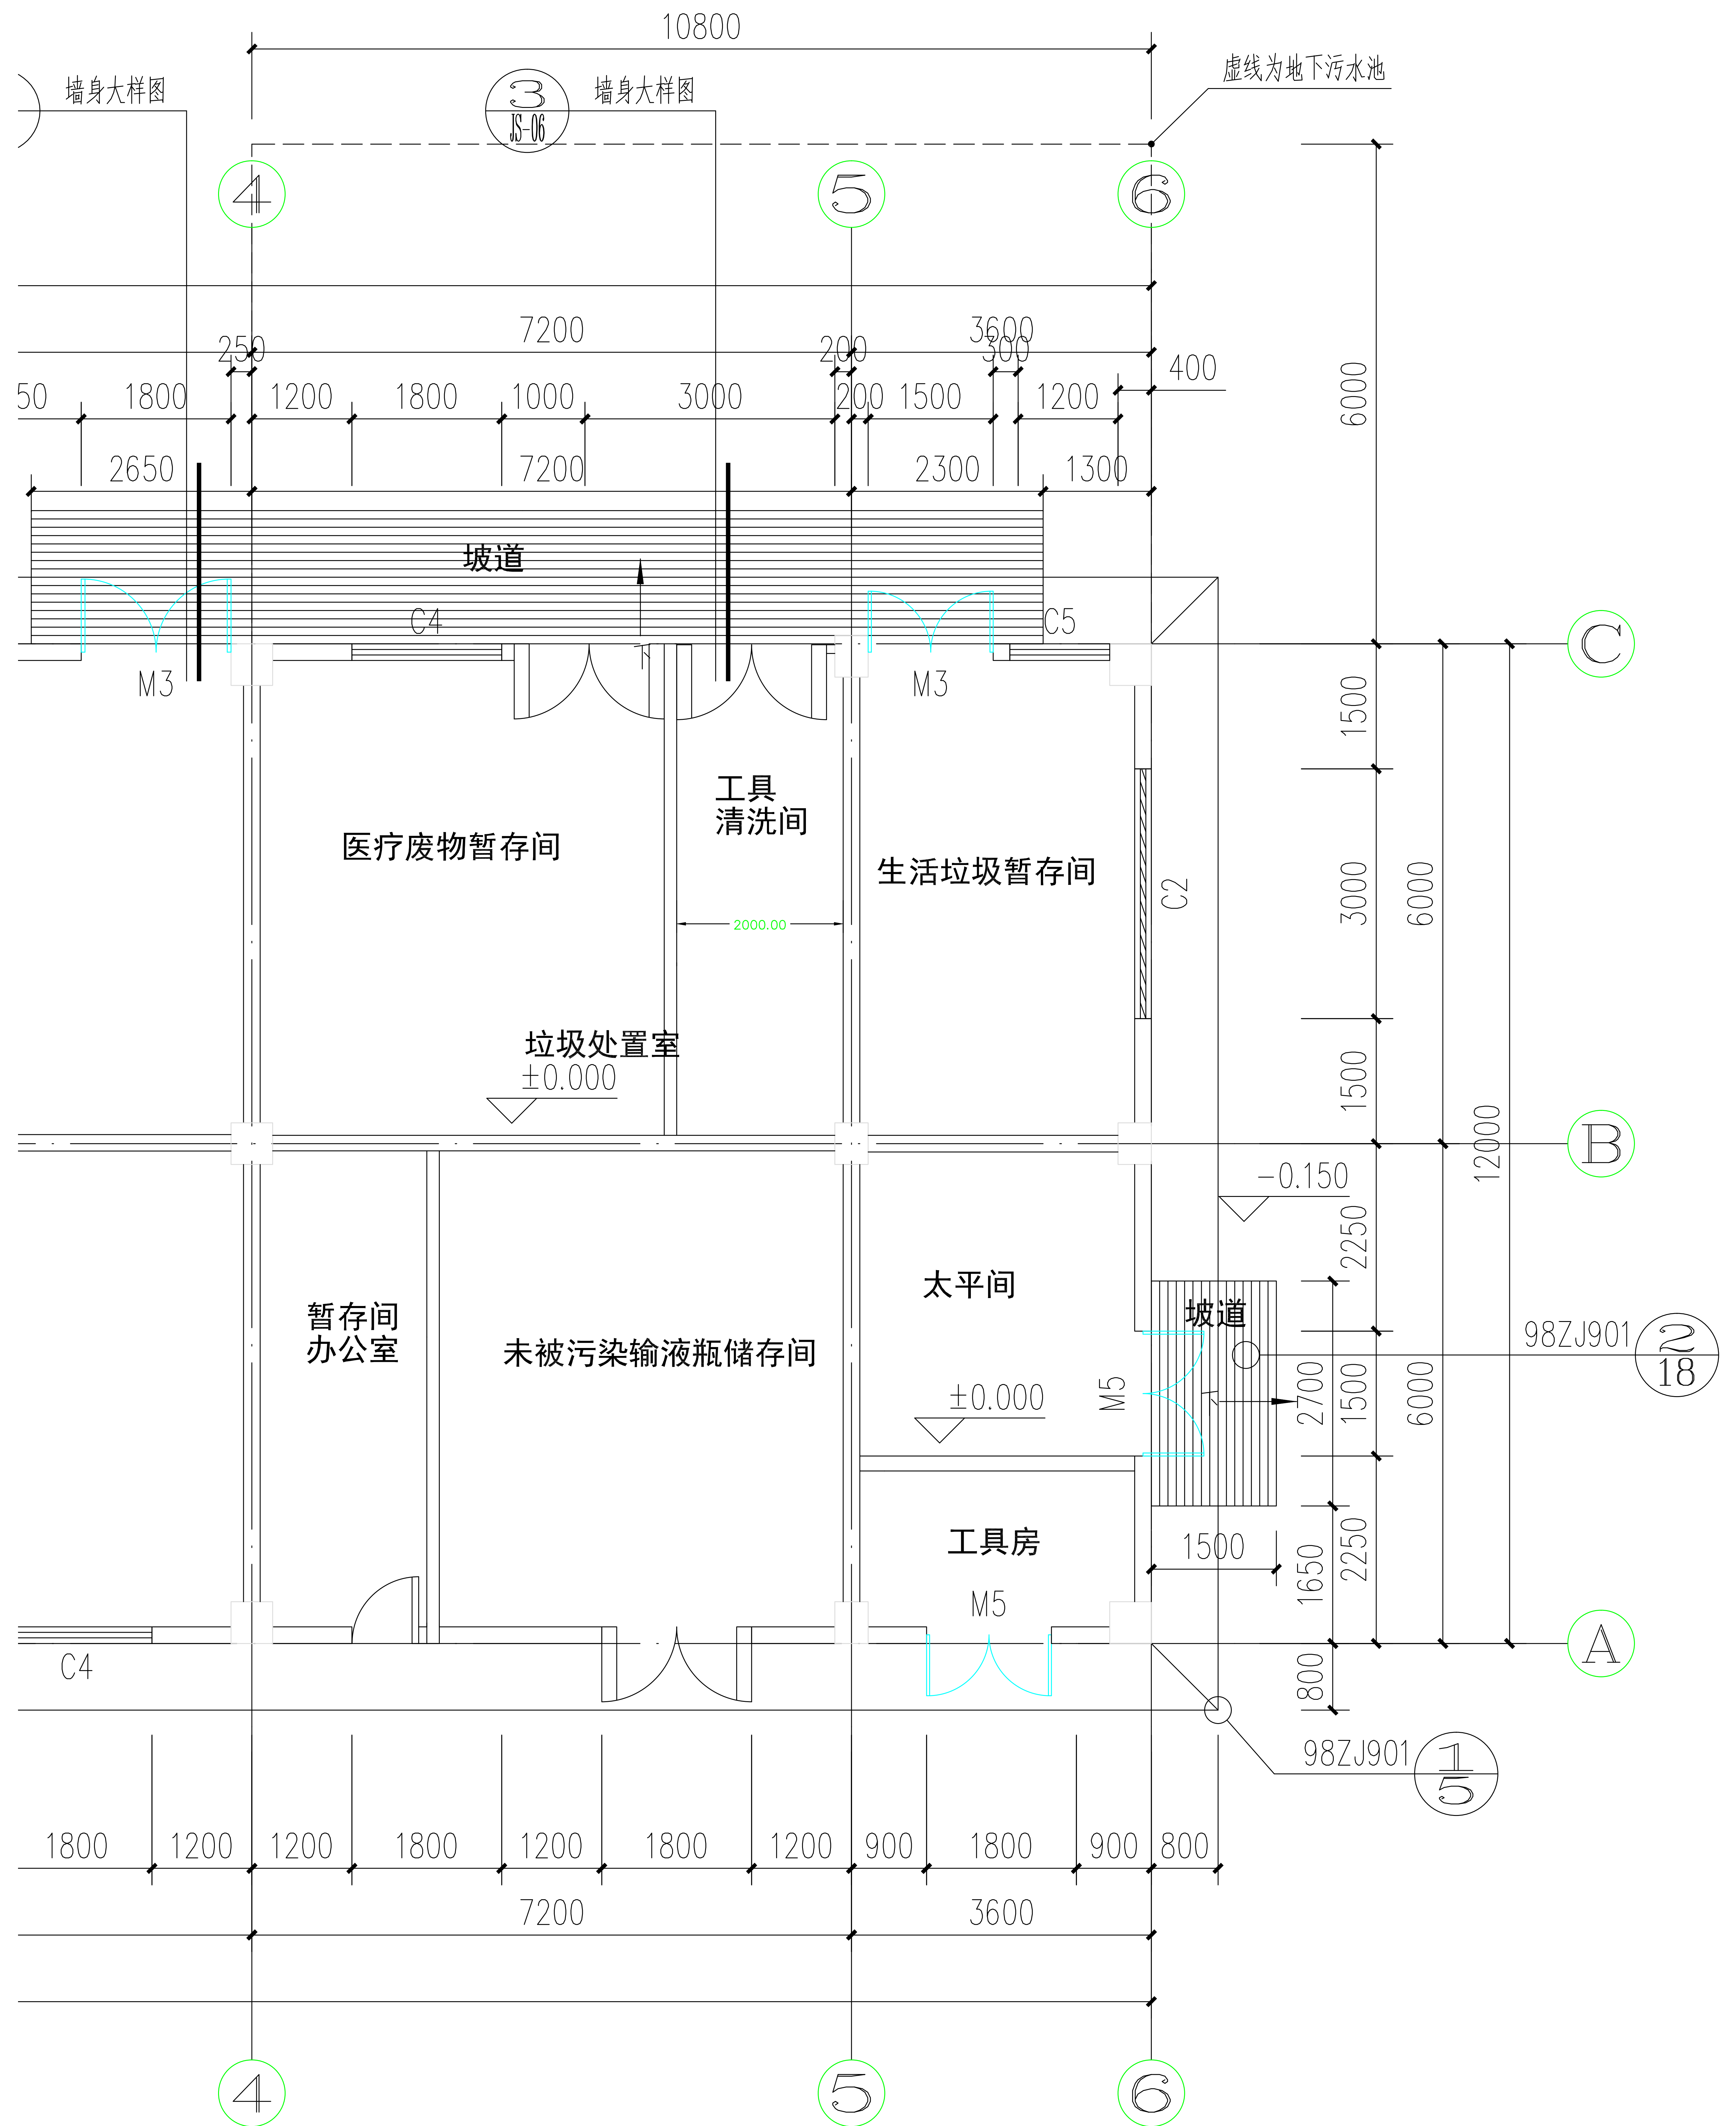 10800
虚线为地下污水池
墙身大样图
3
JS-06
墙身大样图
4
5
6
7200
3600
250
200
300
400
50
1800
1200
1800
1000
3000
200
1500
1200
6000
2650
7200
2300
1300
坡道
C4
C5
C
M3
M3
1500
工具
清洗间
医疗废物暂存间
生活垃圾暂存间
C2
3000
6000
2000.00
垃圾处置室
±0.000
1500
12000
B
-0.150
2250
太平间
暂存间
办公室
未被污染输液瓶储存间
坡道
98ZJ901
2
18
±0.000
M5
2700
1500
6000
工具房
1500
1650
2250
M5
A
C4
800
98ZJ901
1
5
1800
1200
1200
1800
1200
1800
1200
900
1800
900
800
7200
3600
4
5
6